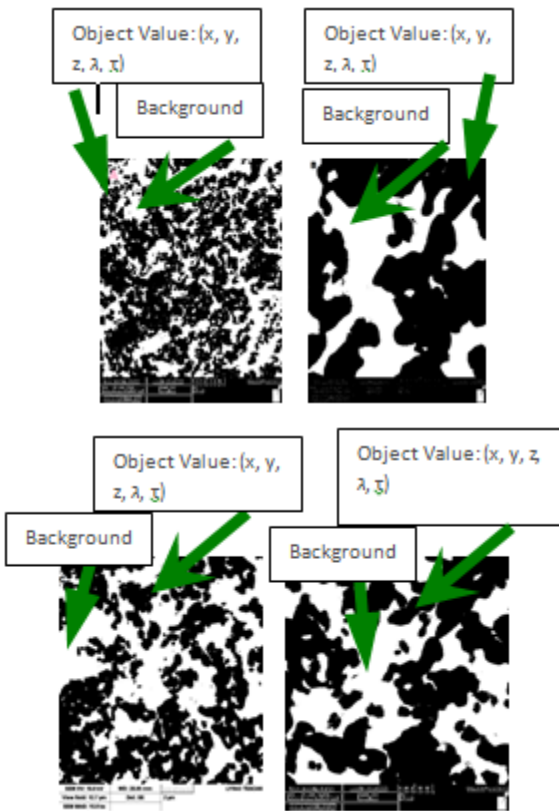 Object Value:(x, y,
z, λ, τ)
Background
Object Value:(x, y,
z, λ, τ)
Background
Object Value:(x, y,
z, λ, τ)
Background
Object Value:(x, y, z,
λ, τ)
Background